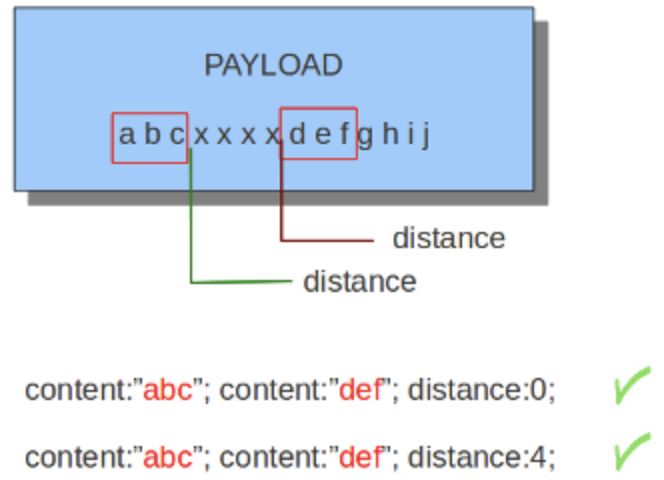 PAYLOAD
a b c x x x x d e f g h i j
distance
distance
content:”abc”; content:”def”; distance:0;
content:”abc”; content:”def”; distance:4;